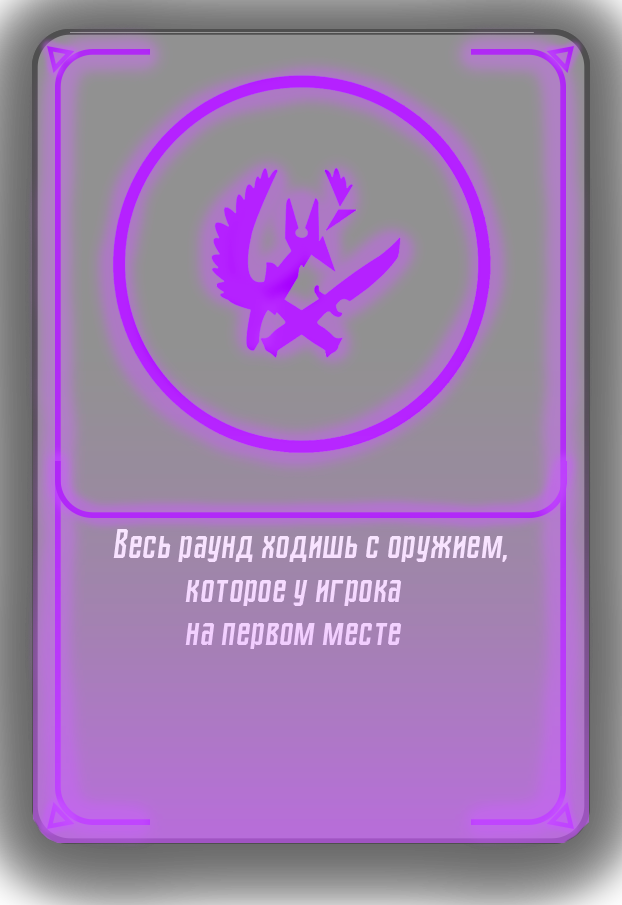 Весь раунд ходишь с оружием,
которое у игрока
на первом месте